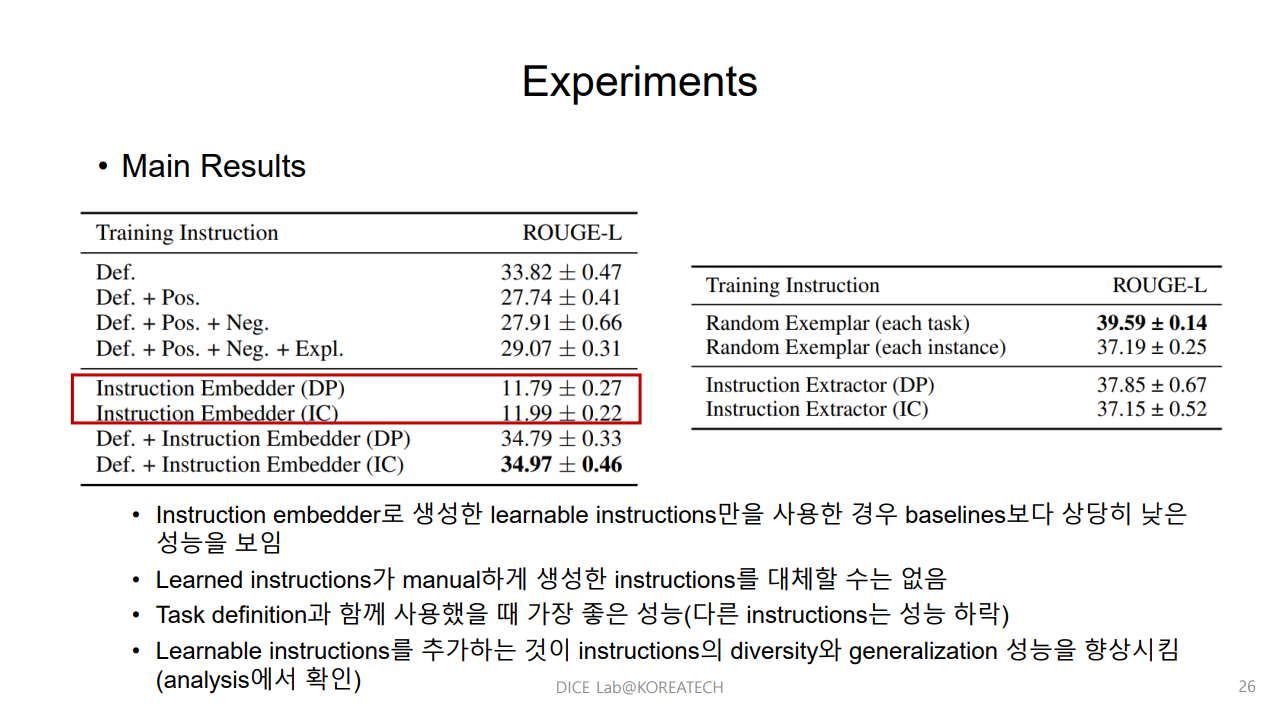 Experiments
• Main Results
Training Instruction ROUGE-L
Def. 33.82 ± 0.47
Def. + Pos. 27.74 ± 0.41
Def. + Pos. + Neg. 27.91 ± 0.66
Def. + Pos. + Neg. + Expl. 29.07 ± 0.31
Instruction Embedder (DP) 11.79 ± 0.27
Instruction Embedder (IC) 11.99 ± 0.22
Def. + Instruction Embedder (DP) 34.79 ± 0.33
Def. + Instruction Embedder (IC) 34.97 ± 0.46
Training Instruction ROUGE-L
Random Exemplar (each task) 39.59 ± 0.14
Random Exemplar (each instance) 37.19 ± 0.25
Instruction Extractor (DP) 37.85 ± 0.67
Instruction Extractor (IC) 37.15 ± 0.52
• Instruction embedder로 생성한 learnable instructions만을 사용한 경우 baselines보다 상당히 낮은
성능을 보임
• Learned instructions가 manual하게 생성한 instructions를 대체할 수는 없음
• Task definition과 함께 사용했을 때 가장 좋은 성능(다른 instructions는 성능 하락)
• Learnable instructions를 추가하는 것이 instructions의 diversity와 generalization 성능을 향상시킴
(analysis에서 확인)
DICE Lab@KOREATECH
26